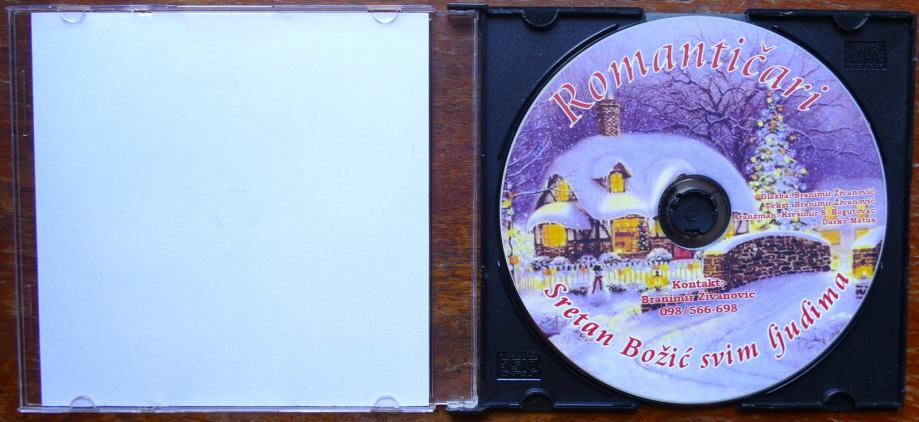 Romantičari
Glazba: Branimir Živanović
Tekst: Branimir Živanović
Aranžman: Krešimir S. Bogutovac
Darko Matus
Kontakt:
Branimir Živanović
098/566-698
Sretan Božić svim ljudima